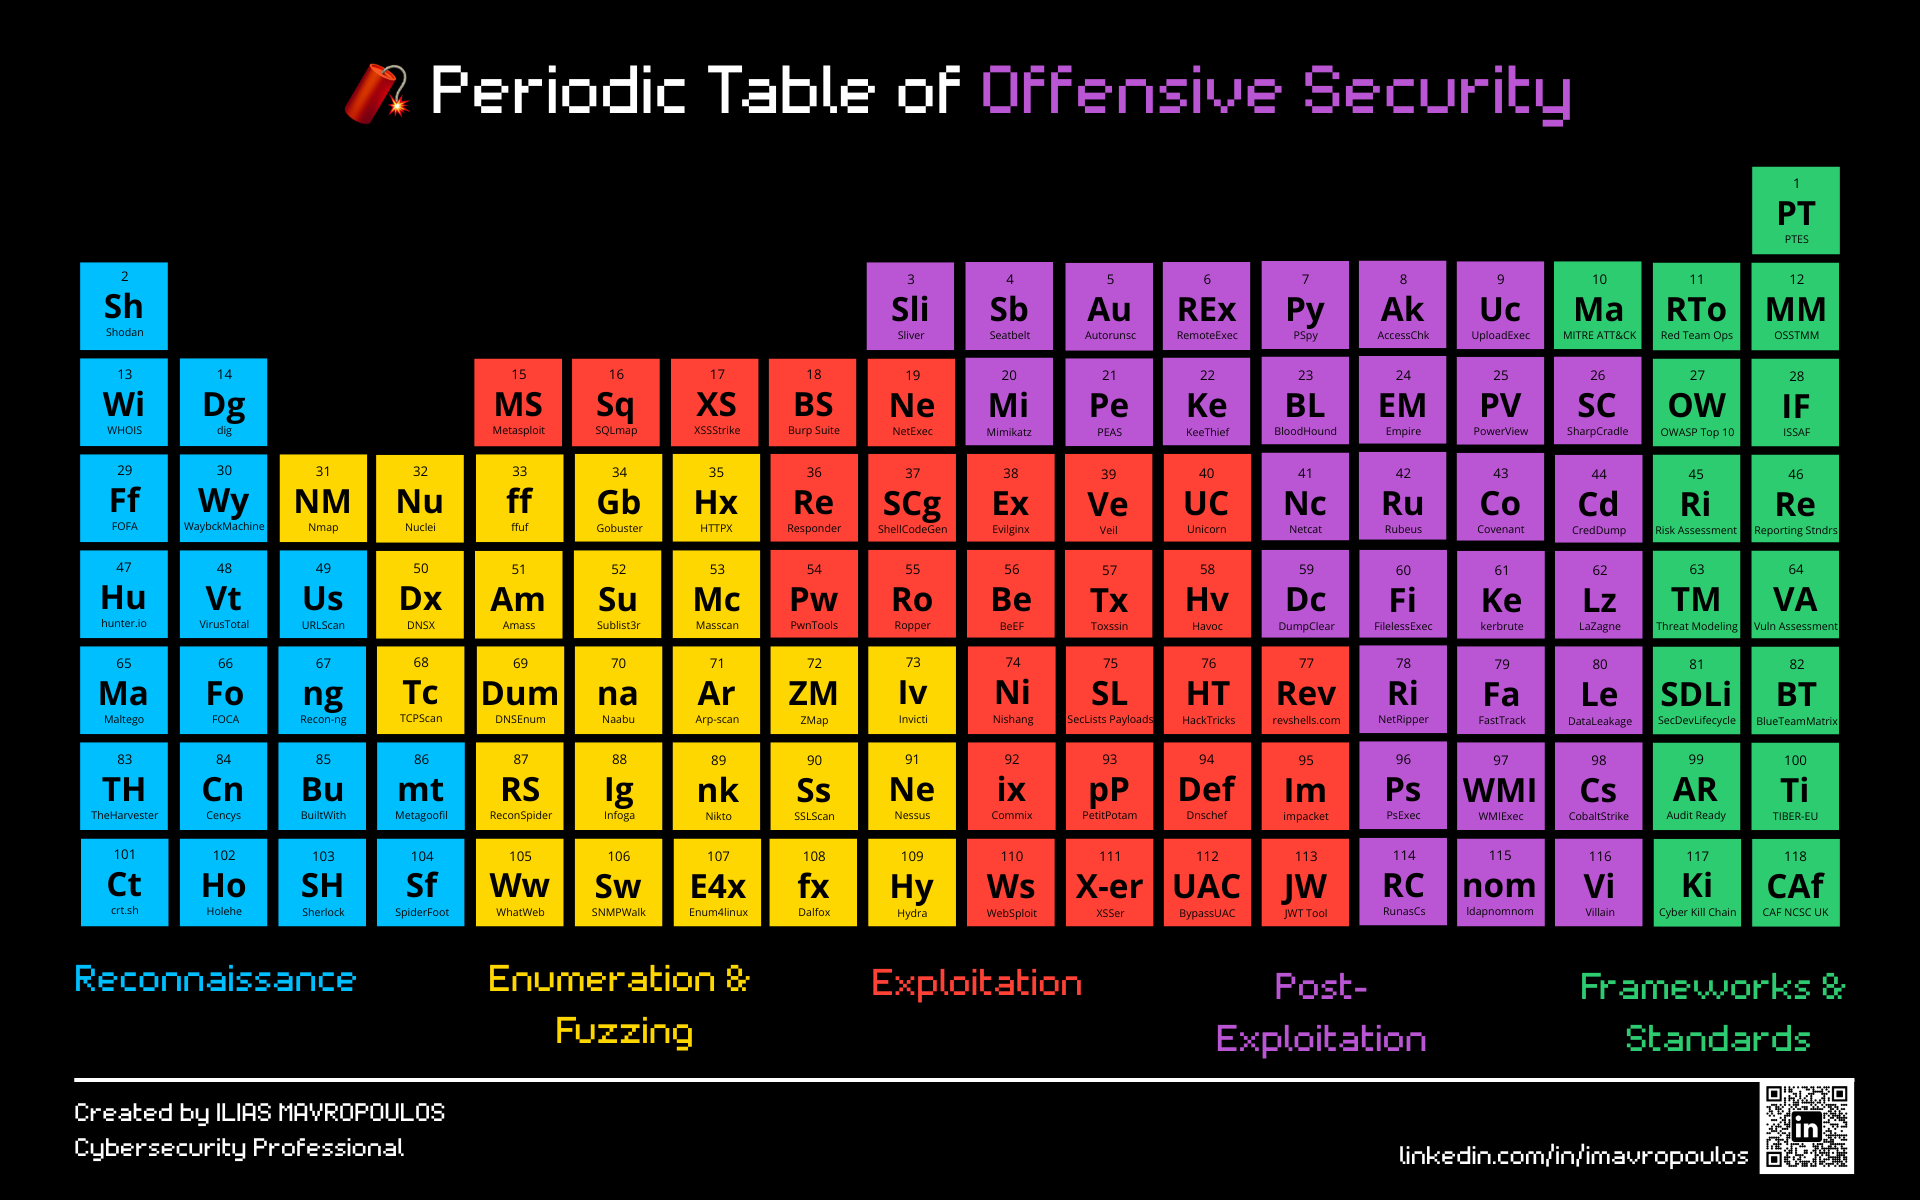 Periodic Table of Offensive Security
1
PT
PTES
2
Sh
Shodan
3
Sli
Sliver
4
Sb
Seatbelt
5
Au
Autorunsc
6
REx
RemoteExec
7
Py
PSpy
8
Ak
AccessChk
9
Uc
UploadExec
10
Ma
MITRE ATT&CK
11
RTo
Red Team Ops
12
MM
OSSTMM
13
Wi
WHOIS
14
Dg
dig
15
MS
Metasploit
16
Sq
SQLmap
17
XS
XSSStrike
18
BS
Burp Suite
19
Ne
NetExec
20
Mi
Mimikatz
21
Pe
PEAS
22
Ke
KeeThief
23
BL
BloodHound
24
EM
Empire
25
PV
PowerView
26
SC
SharpCradle
27
OW
OWASP Top 10
28
IF
ISSAF
29
Ff
FOFA
30
Wy
WaybckMachine
31
NM
Nmap
32
Nu
Nuclei
33
ff
ffuf
34
Gb
Gobuster
35
Hx
HTTPX
36
Re
Responder
37
SCg
ShellCodeGen
38
Ex
Evilginx
39
Ve
Veil
40
UC
Unicorn
41
Nc
Netcat
42
Ru
Rubeus
43
Co
Covenant
44
Cd
CredDump
45
Ri
Risk Assessment
46
Re
Reporting Stndrs
47
Hu
hunter.io
48
Vt
VirusTotal
49
Us
URLScan
50
Dx
DNSX
51
Am
Amass
52
Su
Sublist3r
53
Mc
Masscan
54
Pw
PwnTools
55
Ro
Ropper
56
Be
BeEF
57
Tx
Toxssin
58
Hv
Havoc
59
Dc
DumpClear
60
Fi
FilelessExec
61
Ke
kerbrute
62
Lz
LaZagne
63
TM
Threat Modeling
64
VA
Vuln Assessment
65
Ma
Maltego
66
Fo
FOCA
67
ng
Recon-ng
68
Tc
TCPScan
69
Dum
DNSEnum
70
na
Naabu
71
Ar
Arp-scan
72
ZM
ZMap
73
Iv
Invicti
74
Ni
Nishang
75
SL
SecLists Payloads
76
HT
HackTricks
77
Rev
revshells.com
78
Ri
NetRipper
79
Fa
FastTrack
80
Le
DataLeakage
81
SDLi
SecDevLifecycle
82
BT
BlueTeamMatrix
83
TH
TheHarvester
84
Cn
Cencys
85
Bu
BuiltWith
86
mt
Metagoofil
87
RS
ReconSpider
88
Ig
Infoga
89
nk
Nikto
90
Ss
SSLScan
91
Ne
Nessus
92
ix
Commix
93
pP
PetitPotam
94
Def
Dnschef
95
Im
impacket
96
Ps
PsExec
97
WMI
WMIExec
98
Cs
CobaltStrike
99
AR
Audit Ready
100
Ti
TIBER-EU
101
Ct
crt.sh
102
Ho
Holehe
103
SH
Sherlock
104
Sf
SpiderFoot
105
Ww
WhatWeb
106
Sw
SNMPWalk
107
E4x
Enum4linux
108
fx
Dalfox
109
Hy
Hydra
110
Ws
WebSploit
111
X-er
XSSer
112
UAC
BypassUAC
113
JW
JWT Tool
114
RC
RunasCs
115
nom
ldapnomnom
116
Vi
Villain
117
Ki
Cyber Kill Chain
118
CAf
CAF NCSC UK
Reconnaissance
Enumeration &
Fuzzing
Exploitation
Post-
Exploitation
Frameworks &
Standards
Created by ILIAS MAVROPOULOS
Cybersecurity Professional
linkedin.com/in/imavropoulos
in